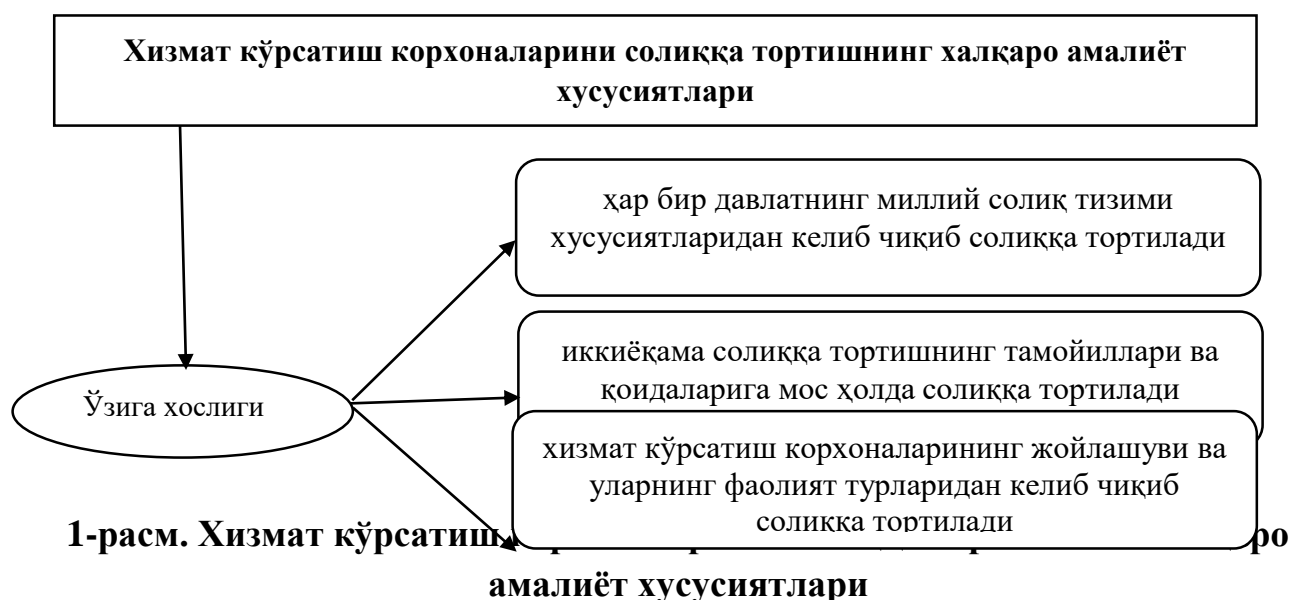 Хизмат кўрсатиш корхоналарини солиққа тортишнинг халқаро амалиёт
хусусиятлари
ҳар бир давлатнинг миллий солиқ тизими
хусусиятларидан келиб чиқиб солиққа тортилади
иккиёқама солиққа тортишнинг тамойиллари ва
қоидаларига мос ҳолда солиққа тортилади
Ўзига хослиги
хизмат кўрсатиш корхоналарининг жойлашуви ва
уларнинг фаолият турларидан келиб чиқиб
солиққа тортилади
1-расм. Хизмат кўрсатиш
амалиёт хусусиятлари